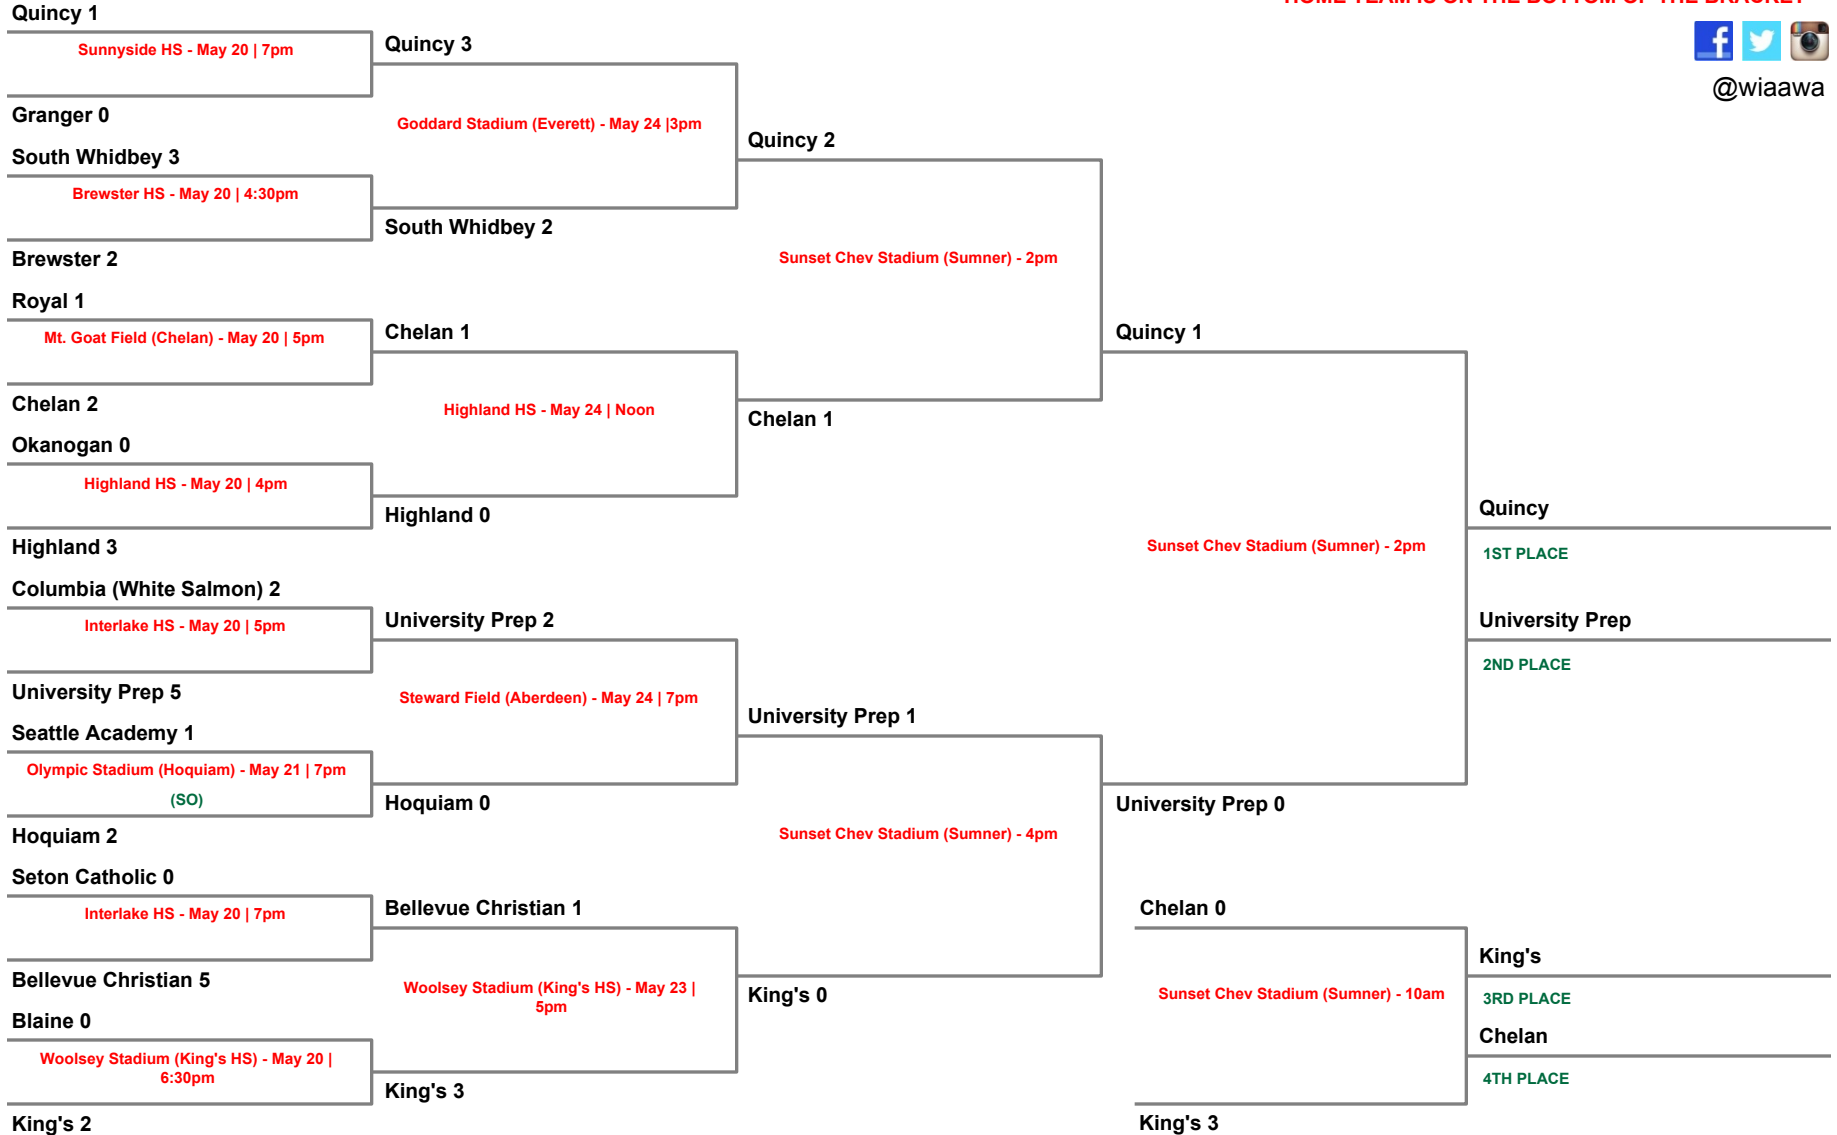 HOME TEAM IS ON THE BOTTOM OF THE BRACKET
@wiaawa
Quincy 1
Sunnyside HS - May 20 | 7pm
Granger 0
South Whidbey 3
Brewster HS - May 20 | 4:30pm
Brewster 2
Royal 1
Mt. Goat Field (Chelan) - May 20 | 5pm
Chelan 2
Okanogan 0
Highland HS - May 20 | 4pm
Highland 3
Columbia (White Salmon) 2
Interlake HS - May 20 | 5pm
University Prep 5
Seattle Academy 1
Olympic Stadium (Hoquiam) - May 21 | 7pm
(SO)
Hoquiam 2
Seton Catholic 0
Interlake HS - May 20 | 7pm
Bellevue Christian 5
Blaine 0
Woolsey Stadium (King's HS) - May 20 |
6:30pm
King's 2
Quincy 3
Goddard Stadium (Everett) - May 24 |3pm
South Whidbey 2
Chelan 1
Highland HS - May 24 | Noon
Highland 0
University Prep 2
Steward Field (Aberdeen) - May 24 | 7pm
Hoquiam 0
Bellevue Christian 1
Woolsey Stadium (King's HS) - May 23 |
5pm
King's 3
Quincy 2
Sunset Chev Stadium (Sumner) - 2pm
Chelan 1
University Prep 1
Sunset Chev Stadium (Sumner) - 4pm
King's 0
Quincy 1
Sunset Chev Stadium (Sumner) - 2pm
University Prep 0
Chelan 0
Sunset Chev Stadium (Sumner) - 10am
King's 3
Quincy
1ST PLACE
University Prep
2ND PLACE
King's
3RD PLACE
Chelan
4TH PLACE